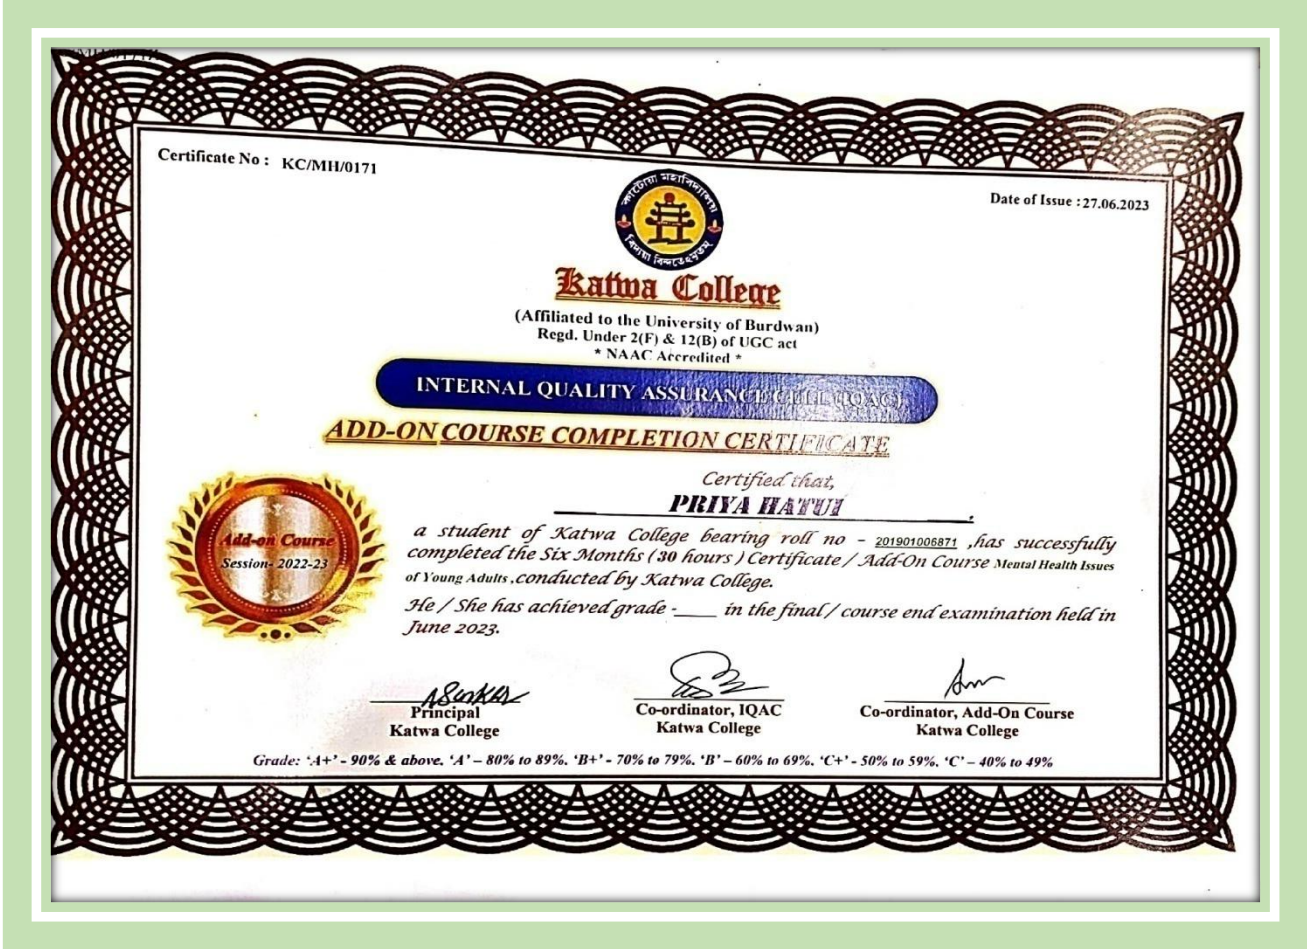 Certificate No : KC/MH/0171
Date of Issue : 27.06.2023
কাটোয়া মহাবিদ্যালয়
Katwa College
(Affiliated to the University of Burdwan)
Regd. Under 2(F) & 12(B) of UGC act
* NAAC Accredited *
INTERNAL QUALITY ASSURANCE CELL (IQAC)
ADD-ON COURSE COMPLETION CERTIFICATE
Certified that,
PRIYA HATUI .
Add-on Course
Session- 2022-23
a student of Katwa College bearing roll no - 201901006871 ,has successfully
completed the Six Months ( 30 hours ) Certificate / Add-On Course Mental Health Issues
of Young Adults ,conducted by Katwa College.
He / She has achieved grade -____ in the final / course end examination held in
June 2023.
Principal
Katwa College
Co-ordinator, IQAC
Katwa College
Co-ordinator, Add-On Course
Katwa College
Grade: 'A+' - 90% & above. 'A' – 80% to 89%. 'B+' - 70% to 79%. 'B' – 60% to 69%. 'C+' - 50% to 59%. 'C' – 40% to 49%